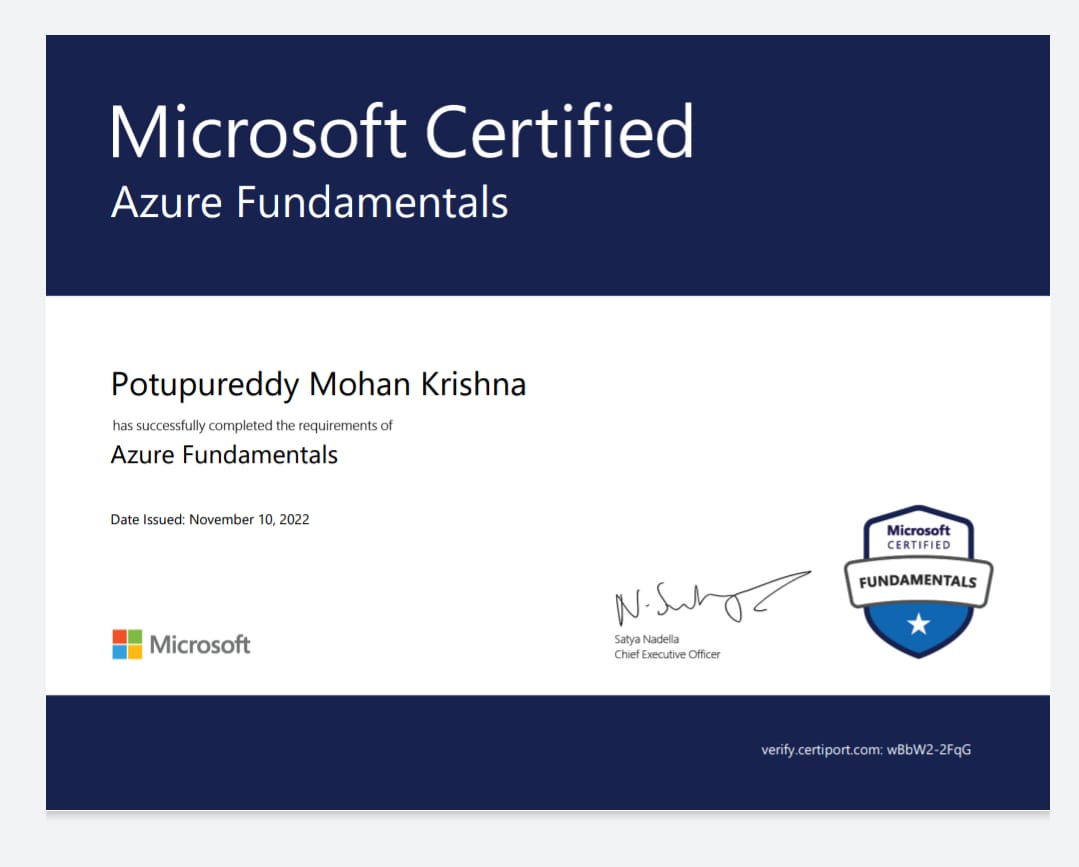 Microsoft Certified
Azure Fundamentals
Potupureddy Mohan Krishna
has successfully completed the requirements of
Azure Fundamentals
Date Issued: November 10, 2022
Microsoft
CERTIFIED
FUNDAMENTALS
N. Satya
Satya Nadella
Chief Executive Officer
Microsoft
verify.certiport.com: wBbW2-2FqG